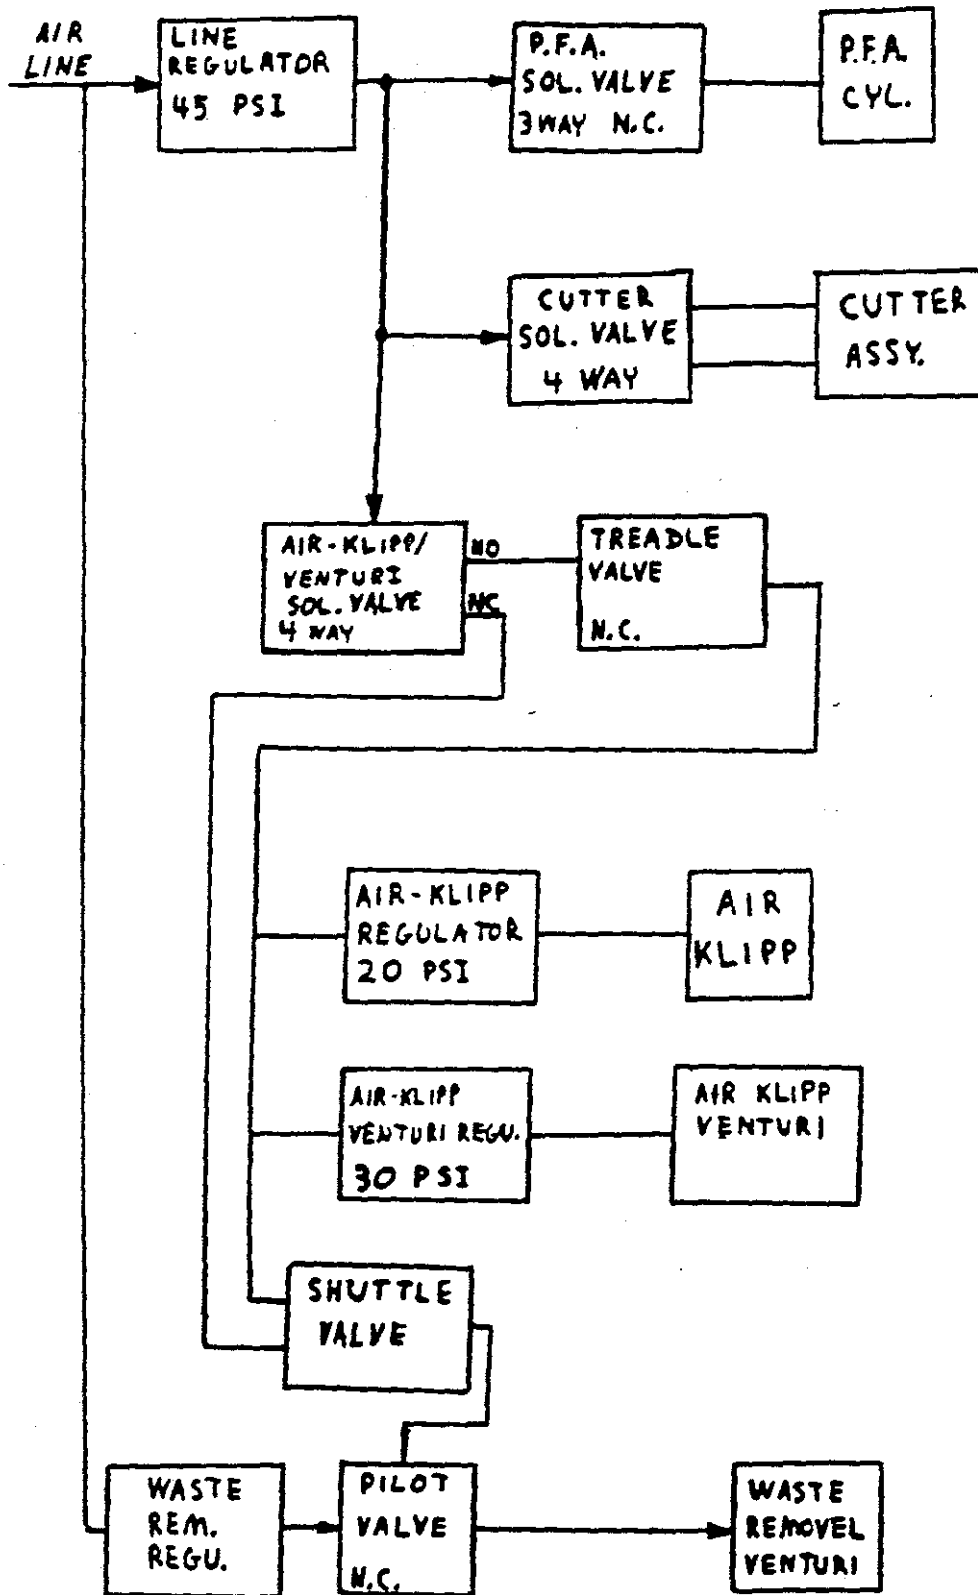 AIR
LINE
LINE
REGULATOR
45 PSI
P.F.A.
SOL. VALVE
3 WAY N.C.
P.F.A.
CYL.
CUTTER
SOL. VALVE
4 WAY
CUTTER
ASSY.
AIR-KLIPP/
VENTURI
SOL. VALVE
4 WAY
NO
NC
TREADLE
VALVE
N.C.
AIR-KLIPP
REGULATOR
20 PSI
AIR
KLIPP
AIR-KLIPP
VENTURI REGU.
30 PSI
AIR KLIPP
VENTURI
SHUTTLE
VALVE
WASTE
REM.
REGU.
PILOT
VALVE
N.C.
WASTE
REMOVEL
VENTURI